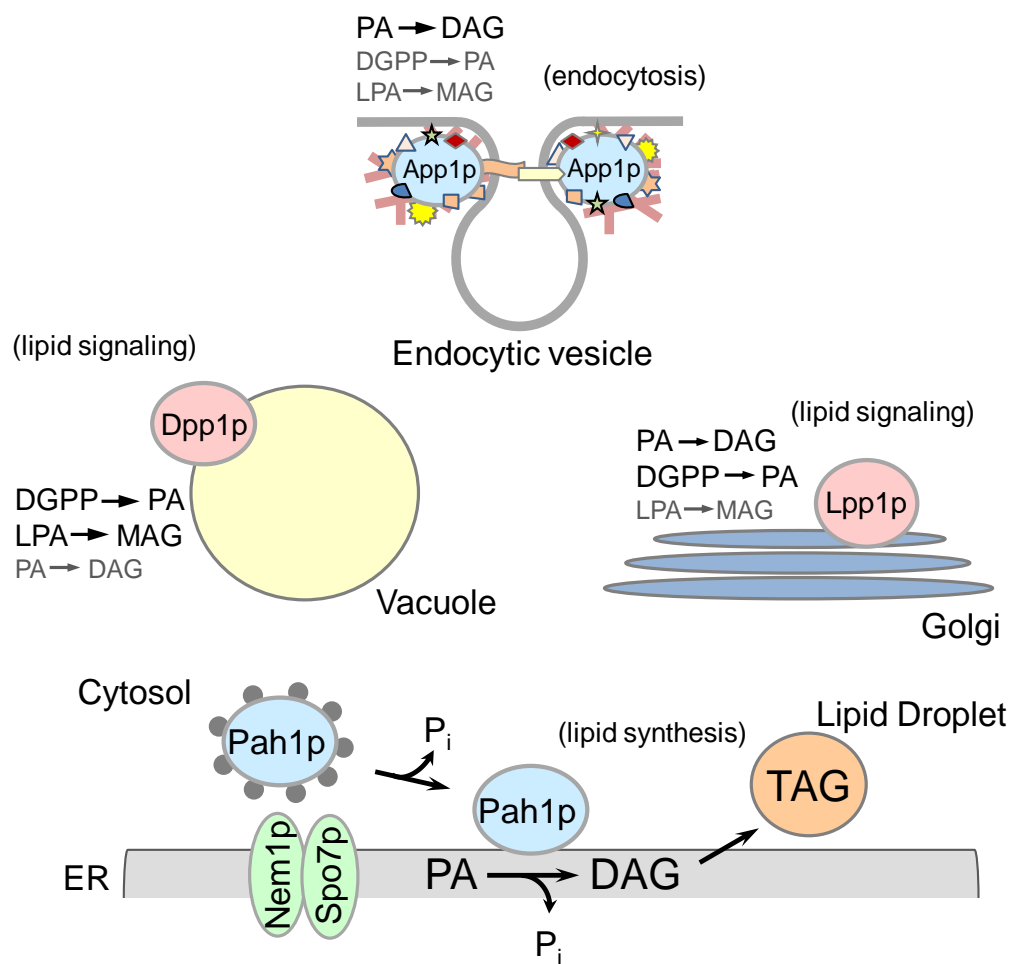 PA → DAG
DGPP → PA
LPA → MAG
(endocytosis)
App1p
App1p
Endocytic vesicle
(lipid signaling)
Dpp1p
DGPP → PA
LPA → MAG
PA → DAG
Vacuole
(lipid signaling)
PA → DAG
DGPP → PA
LPA → MAG
Lpp1p
Golgi
Cytosol
Pah1p
Pi
(lipid synthesis)
Lipid Droplet
Pah1p
TAG
Nem1p
Spo7p
ER
PA → DAG
Pi